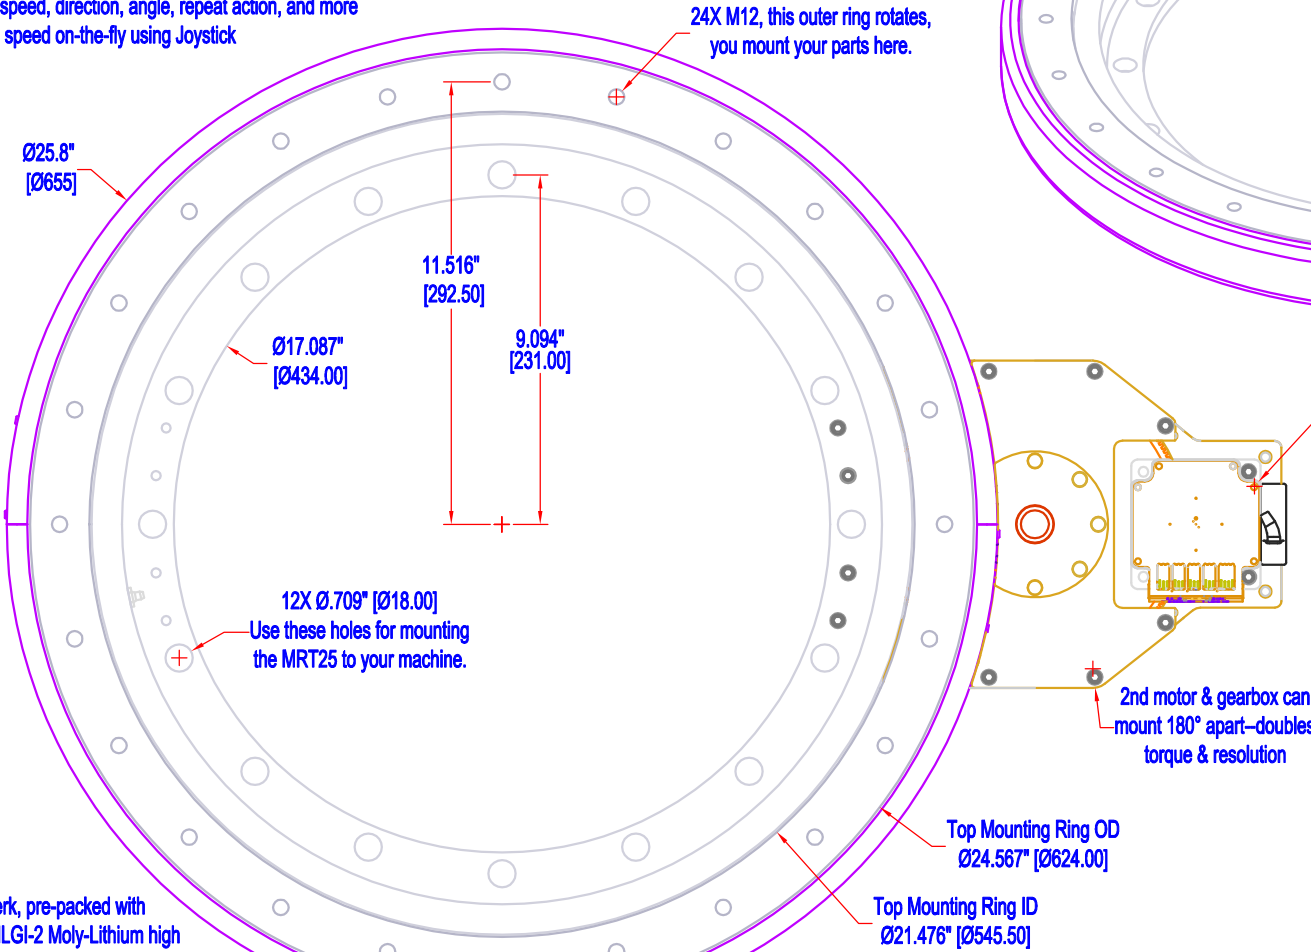 speed, direction, angle, repeat action, and more
speed on-the-fly using Joystick
24X M12, this outer ring rotates,
you mount your parts here.
Ø25.8"
[Ø655]
11.516"
[292.50]
9.094"
[231.00]
Ø17.087"
[Ø434.00]
12X Ø.709" [Ø18.00]
Use these holes for mounting
the MRT25 to your machine.
2nd motor & gearbox can
mount 180° apart--doubles
torque & resolution
Top Mounting Ring OD
Ø24.567" [Ø624.00]
Top Mounting Ring ID
Ø21.476" [Ø545.50]
pre-packed with
Moly-Lithium high